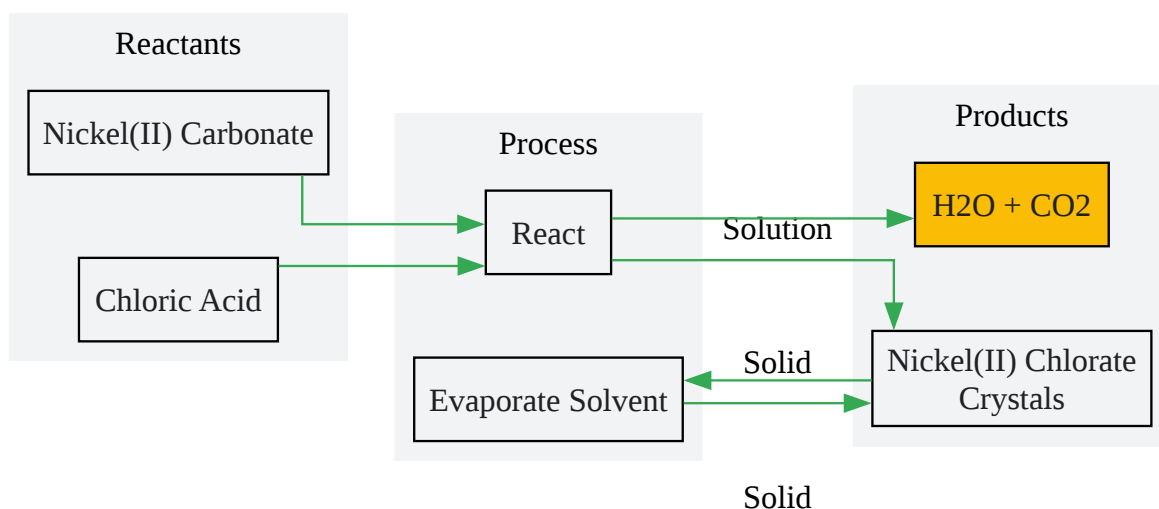 Reactants
Nickel(II) Carbonate
Chloric Acid
Process
React
Evaporate Solvent
Solution
Solid
Solid
Products
H2O + CO2
Nickel(II) Chlorate
Crystals